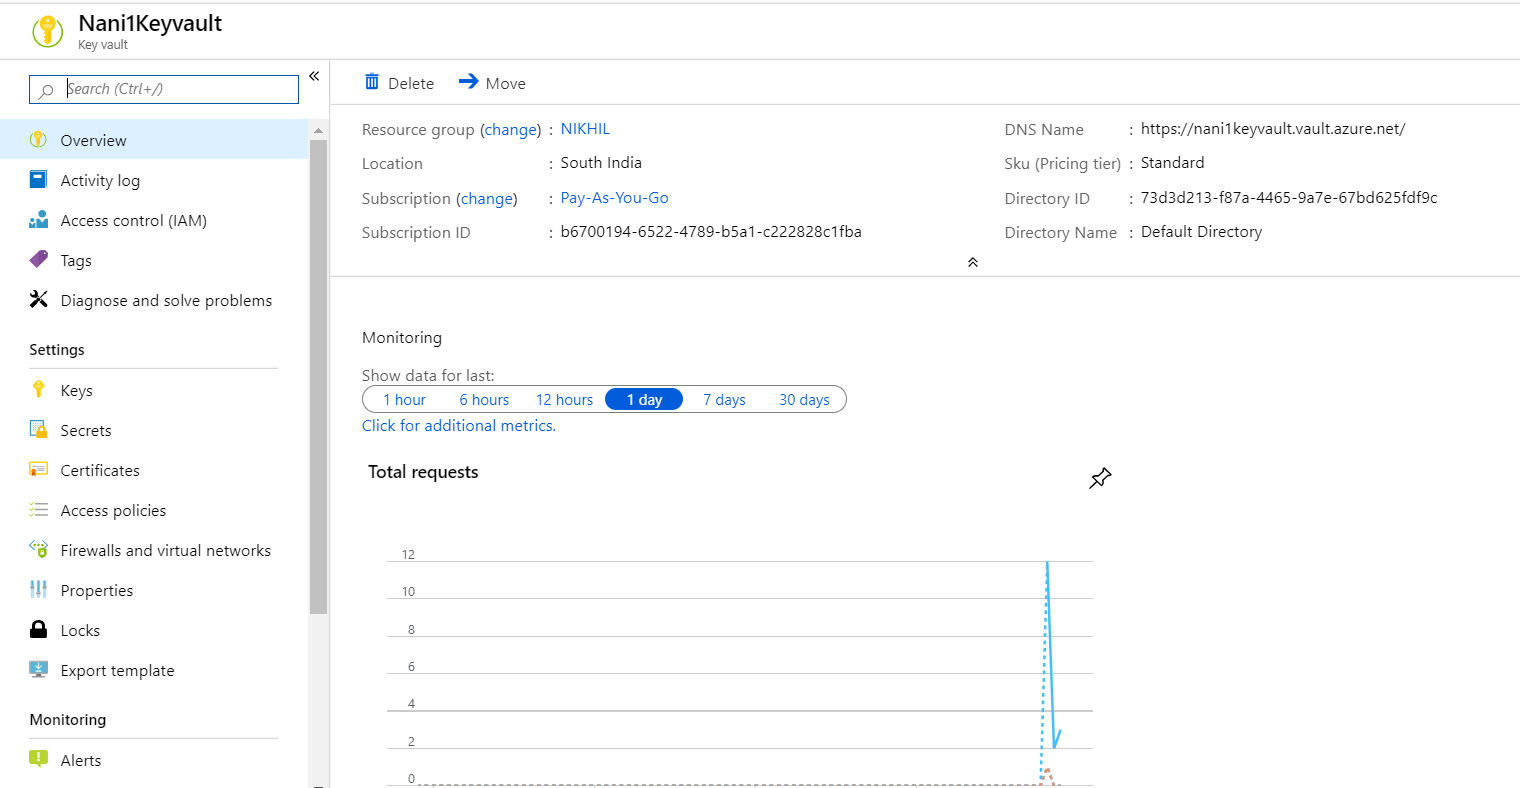 Nani1Keyvault
Key vault
Search (Ctrl+/)
«
Overview
Activity log
Access control (IAM)
Tags
Diagnose and solve problems
Settings
Keys
Secrets
Certificates
Access policies
Firewalls and virtual networks
Properties
Locks
Export template
Monitoring
Alerts
Delete Move
Resource group (change) : NIKHIL
Location : South India
Subscription (change) : Pay-As-You-Go
Subscription ID : b6700194-6522-4789-b5a1-c222828c1fba
DNS Name : https://nani1keyvault.vault.azure.net/
Sku (Pricing tier) : Standard
Directory ID : 73d3d213-f87a-4465-9a7e-67bd625fdf9c
Directory Name : Default Directory
Monitoring
Show data for last:
1 hour 6 hours 12 hours 1 day 7 days 30 days
Click for additional metrics.
Total requests
12
10
8
6
4
2
0